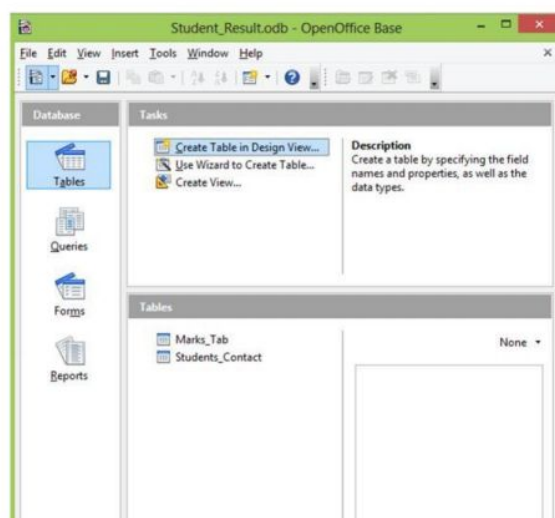 Student_Result.odb - OpenOffice Base
File Edit View Insert Tools Window Help
Database
Tables
Queries
Forms
Reports
Tasks
Create Table in Design View...
Use Wizard to Create Table...
Create View...
Description
Create a table by specifying the field
names and properties, as well as the
data types.
Tables
Marks_Tab
Students_Contact
None